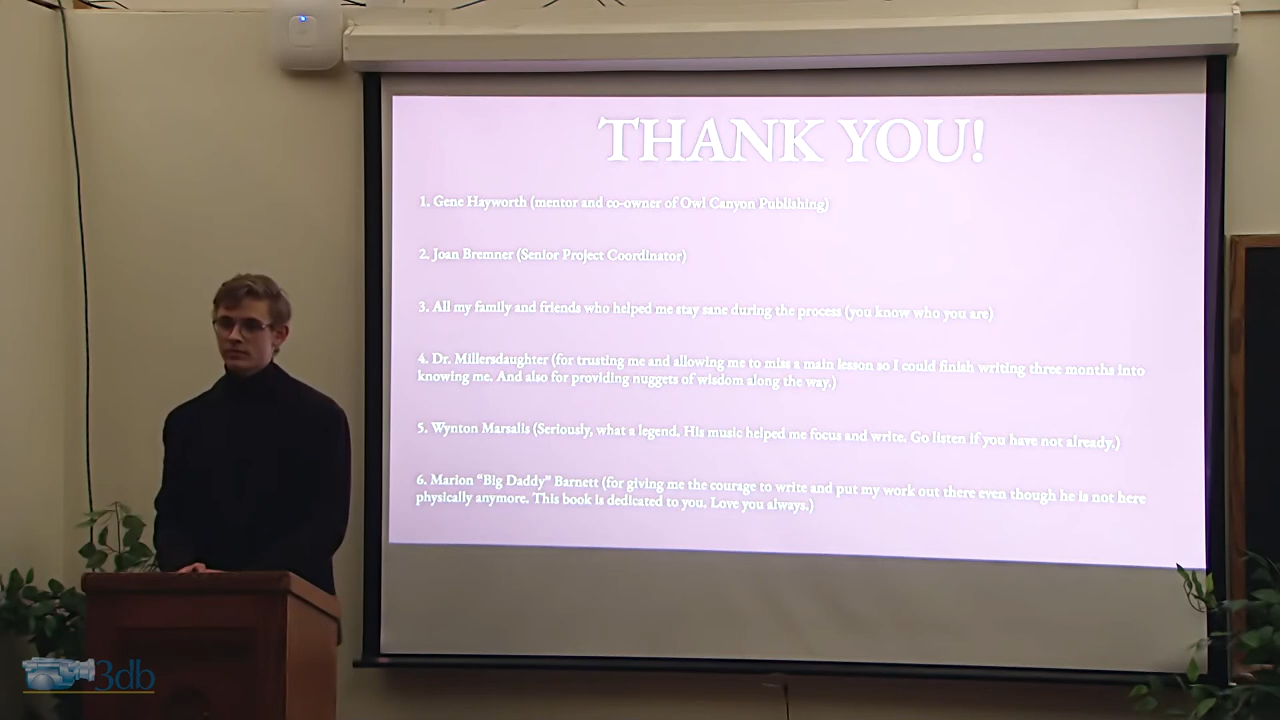 THANK YOU!
1. Gene Hayworth (mentor and co-owner of Owl Canyon Publishing)
2. Joan Bremner (Senior Project Coordinator)
3. All my family and friends who helped me stay sane during the process (you know who you are)
4. Dr. Millersdaughter (for trusting me and allowing me to miss a main lesson so I could finish writing three months into
knowing me. And also for providing nuggets of wisdom along the way.)
5. Wynton Marsalis (Seriously, what a legend. His music helped me focus and write. Go listen if you have not already.)
6. Marion "Big Daddy" Barnett (for giving me the courage to write and put my work out there even though he is not here
physically anymore. This book is dedicated to you. Love you always.)
3db